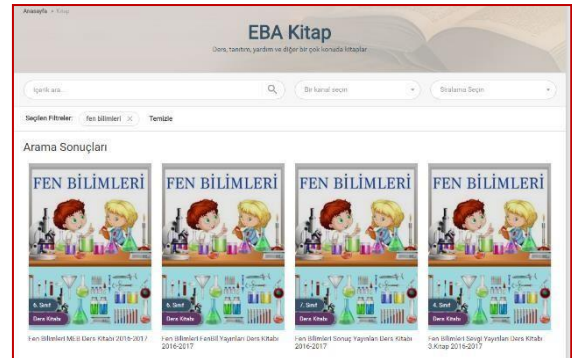 Anasayfa > Kitap
EBA Kitap
Ders, tanıtım, yardım ve diğer bir çok konuda kitaplar
İçerik ara...
Bir kanal seçin
Sıralama Seçin
Seçilen Filtreler:
fen bilimleri ×
Temizle
Arama Sonuçları
FEN BİLİMLERİ
6. Sınıf
Ders Kitabı
Fen Bilimleri MEB Ders Kitabı 2016-2017
FEN BİLİMLERİ
6. Sınıf
Ders Kitabı
Fen Bilimleri FenBil Yayınları Ders Kitabı
2016-2017
FEN BİLİMLERİ
7. Sınıf
Ders Kitabı
Fen Bilimleri Sonuç Yayınları Ders Kitabı
2016-2017
FEN BİLİMLERİ
4. Sınıf
Ders Kitabı
Fen Bilimleri Sevgi Yayınları Ders Kitabı
3.Kitap 2016-2017